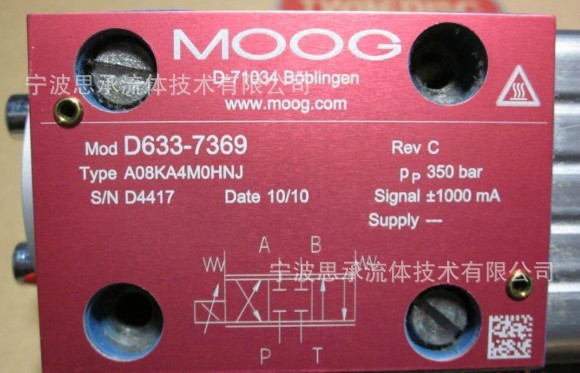 MOOG
D-71034 Böblingen
宁波思承流体技术有限公司
www.moog.com
Mod D633-7369
Rev C
Type A08KA4M0HNJ
pP 350 bar
S/N D4417 Date 10/10
Signal ±1000 mA
Supply ---
A B
宁波思承流体技术有限公司
P T